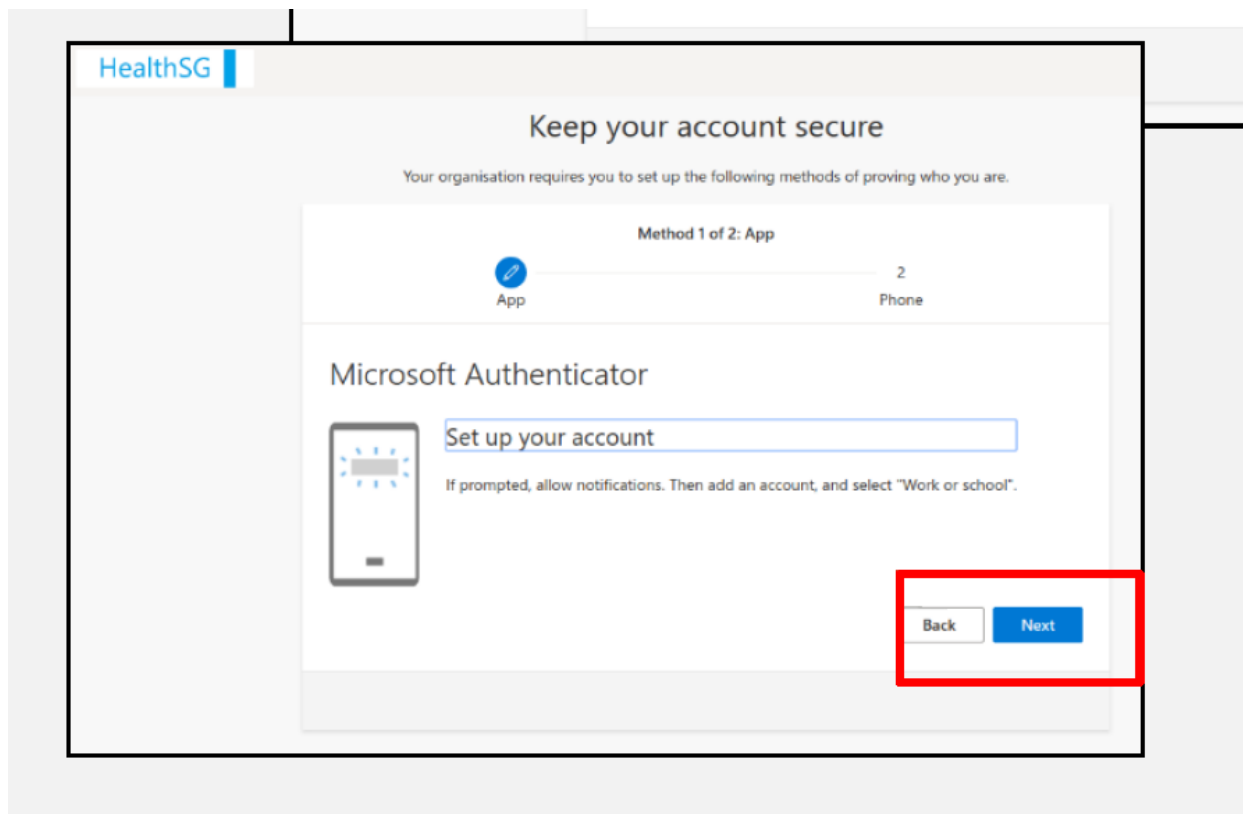 HealthSG
Keep your account secure
Your organisation requires you to set up the following methods of proving who you are.
Method 1 of 2: App
2
App
Phone
Microsoft Authenticator
Set up your account
If prompted, allow notifications. Then add an account, and select "Work or school".
Back
Next